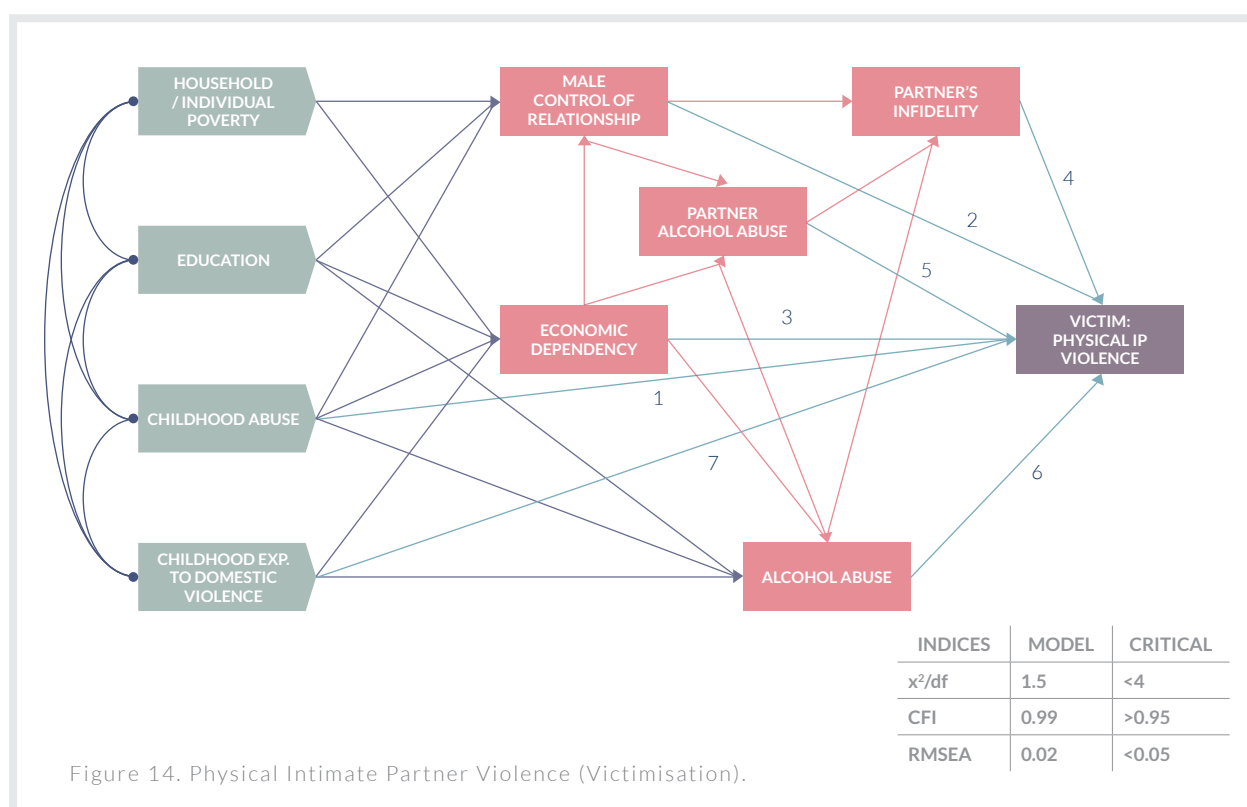 HOUSEHOLD
/ INDIVIDUAL
POVERTY
MALE
CONTROL OF
RELATIONSHIP
PARTNER'S
INFIDELITY
4
PARTNER
ALCOHOL ABUSE
2
EDUCATION
5
ECONOMIC
DEPENDENCY
3
VICTIM:
PHYSICAL IP
VIOLENCE
1
CHILDHOOD ABUSE
7
6
CHILDHOOD EXP.
TO DOMESTIC
VIOLENCE
ALCOHOL ABUSE
INDICES MODEL CRITICAL
x²/df 1.5 <4
CFI 0.99 >0.95
RMSEA 0.02 <0.05
Figure 14. Physical Intimate Partner Violence (Victimisation).